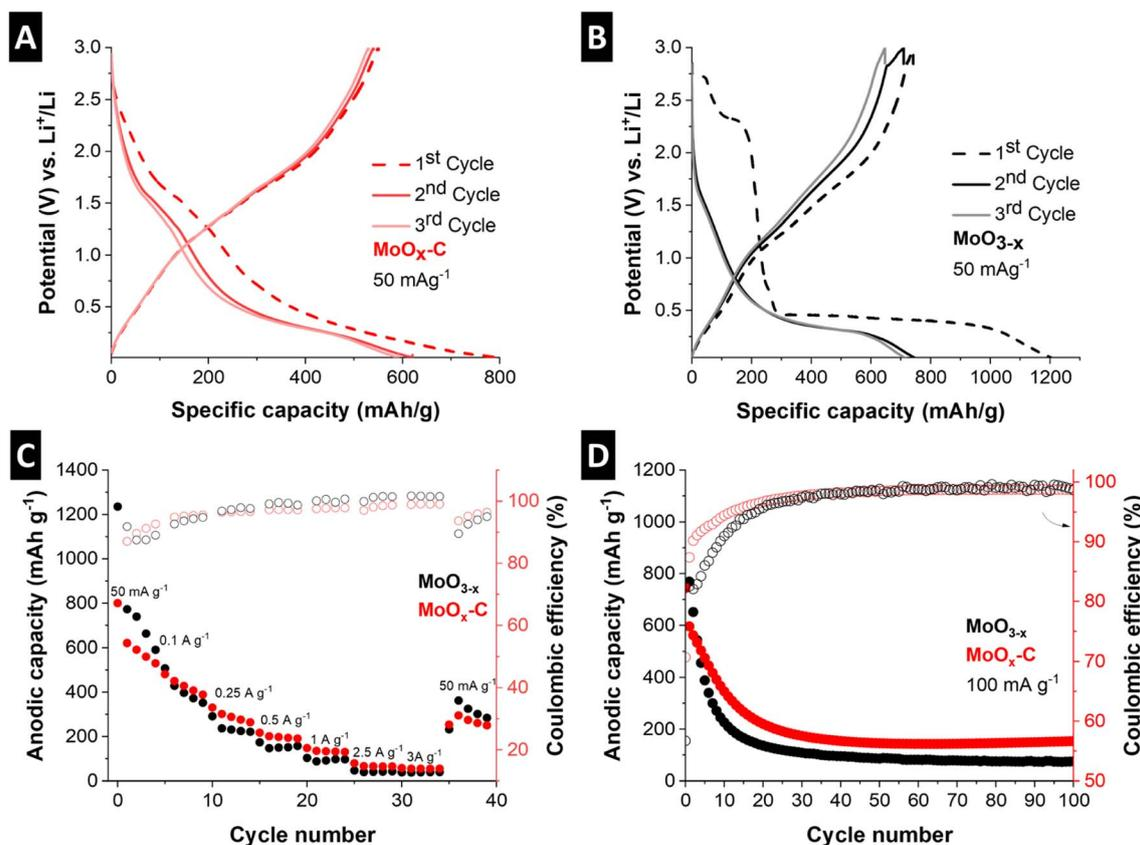 A
Potential (V) vs. Li⁺/Li
3.0
2.5
2.0
1.5
1.0
0.5
1st Cycle
2nd Cycle
3rd Cycle
MoOx-C
50 mAg⁻¹
0 200 400 600 800
Specific capacity (mAh/g)
B
Potential (V) vs. Li⁺/Li
3.0
2.5
2.0
1.5
1.0
0.5
1st Cycle
2nd Cycle
3rd Cycle
MoO3-x
50 mAg⁻¹
0 200 400 600 800 1000 1200
Specific capacity (mAh/g)
C
Anodic capacity (mAh g⁻¹)
1400
1200
1000
800
600
400
200
0
50 mA g⁻¹
0.1 A g⁻¹
0.25 A g⁻¹
0.5 A g⁻¹
1 A g⁻¹
2.5 A g⁻¹
3A g⁻¹
50 mA g⁻¹
MoO3-x
MoOx-C
100
80
60
40
20
Coulombic efficiency (%)
0 10 20 30 40
Cycle number
D
Anodic capacity (mAh g⁻¹)
1200
1000
800
600
400
200
0
MoO3-x
MoOx-C
100 mA g⁻¹
100
90
80
70
60
50
Coulombic efficiency (%)
0 10 20 30 40 50 60 70 80 90 100
Cycle number